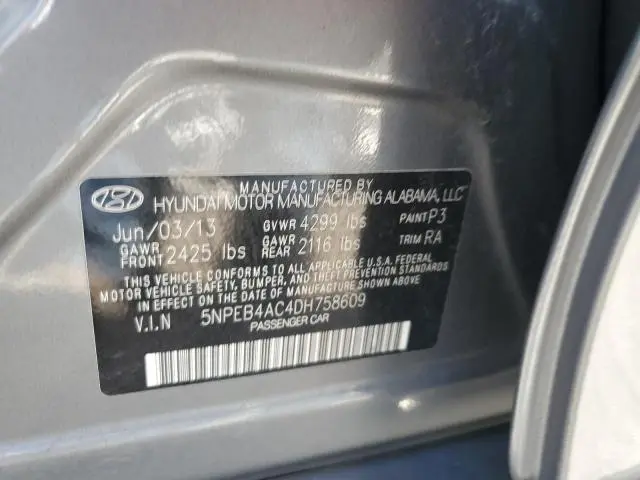 MANUFACTURED BY
HYUNDAI MOTOR MANUFACTURING ALABAMA, LLC
Jun/03/13 GVWR 4299 lbs PAINT P3
GAWR FRONT 2425 lbs GAWR REAR 2116 lbs TRIM RA
THIS VEHICLE CONFORMS TO ALL APPLICABLE U.S.A. FEDERAL
MOTOR VEHICLE SAFETY, BUMPER, AND THEFT PREVENTION STANDARDS
IN EFFECT ON THE DATE OF MANUFACTURE SHOWN ABOVE.
V.I.N 5NPEB4AC4DH758609
PASSENGER CAR